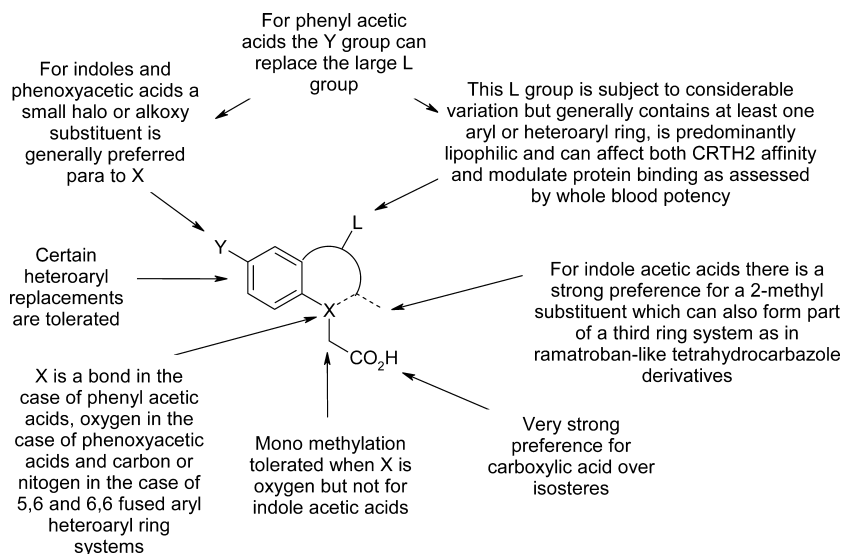 For phenyl acetic
acids the Y group can
replace the large L
group
For indoles and
phenoxyacetic acids a
small halo or alkoxy
substituent is
generally preferred
para to X
This L group is subject to considerable
variation but generally contains at least one
aryl or heteroaryl ring, is predominantly
lipophilic and can affect both CRTH2 affinity
and modulate protein binding as assessed
by whole blood potency
L
Y
Certain
heteroaryl
replacements
are tolerated
X
CO2H
For indole acetic acids there is a
strong preference for a 2-methyl
substituent which can also form part
of a third ring system as in
ramatroban-like tetrahydrocarbazole
derivatives
X is a bond in the
case of phenyl acetic
acids, oxygen in the
case of phenoxyacetic
acids and carbon or
nitogen in the case of
5,6 and 6,6 fused aryl
heteroaryl ring
systems
Mono methylation
tolerated when X is
oxygen but not for
indole acetic acids
Very strong
preference for
carboxylic acid over
isosteres